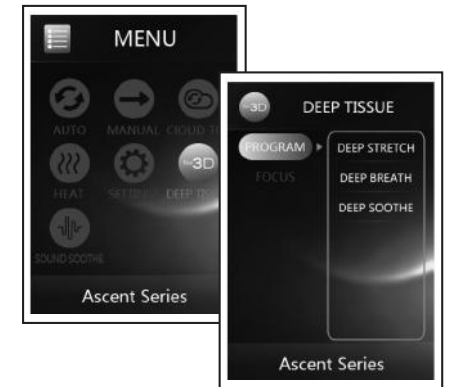 MENU
AUTO
MANUAL
HEAT
SOUND SOOTHE
Ascent Series
3D
DEEP TISSUE
PROGRAM
FOCUS
DEEP STRETCH
DEEP BREATH
DEEP SOOTHE
Ascent Series